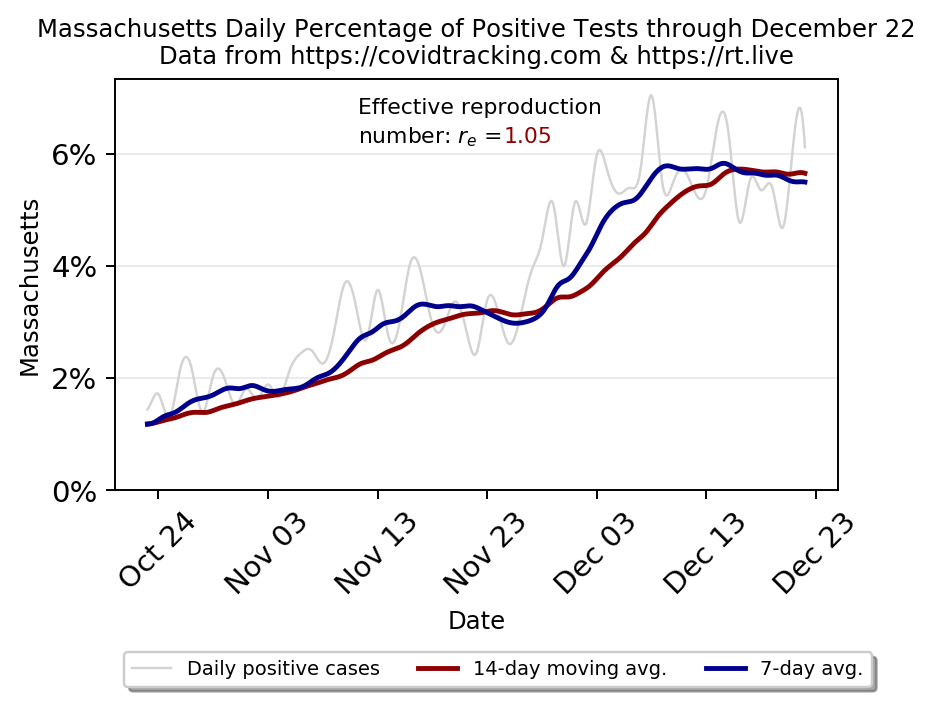 Massachusetts Daily Percentage of Positive Tests through December 22
Data from https://covidtracking.com & https://rt.live
Effective reproduction
number: rₑ =1.05
Massachusetts
6%
4%
2%
0%
Oct 24
Nov 03
Nov 13
Nov 23
Dec 03
Dec 13
Dec 23
Date
Daily positive cases
14-day moving avg.
7-day avg.